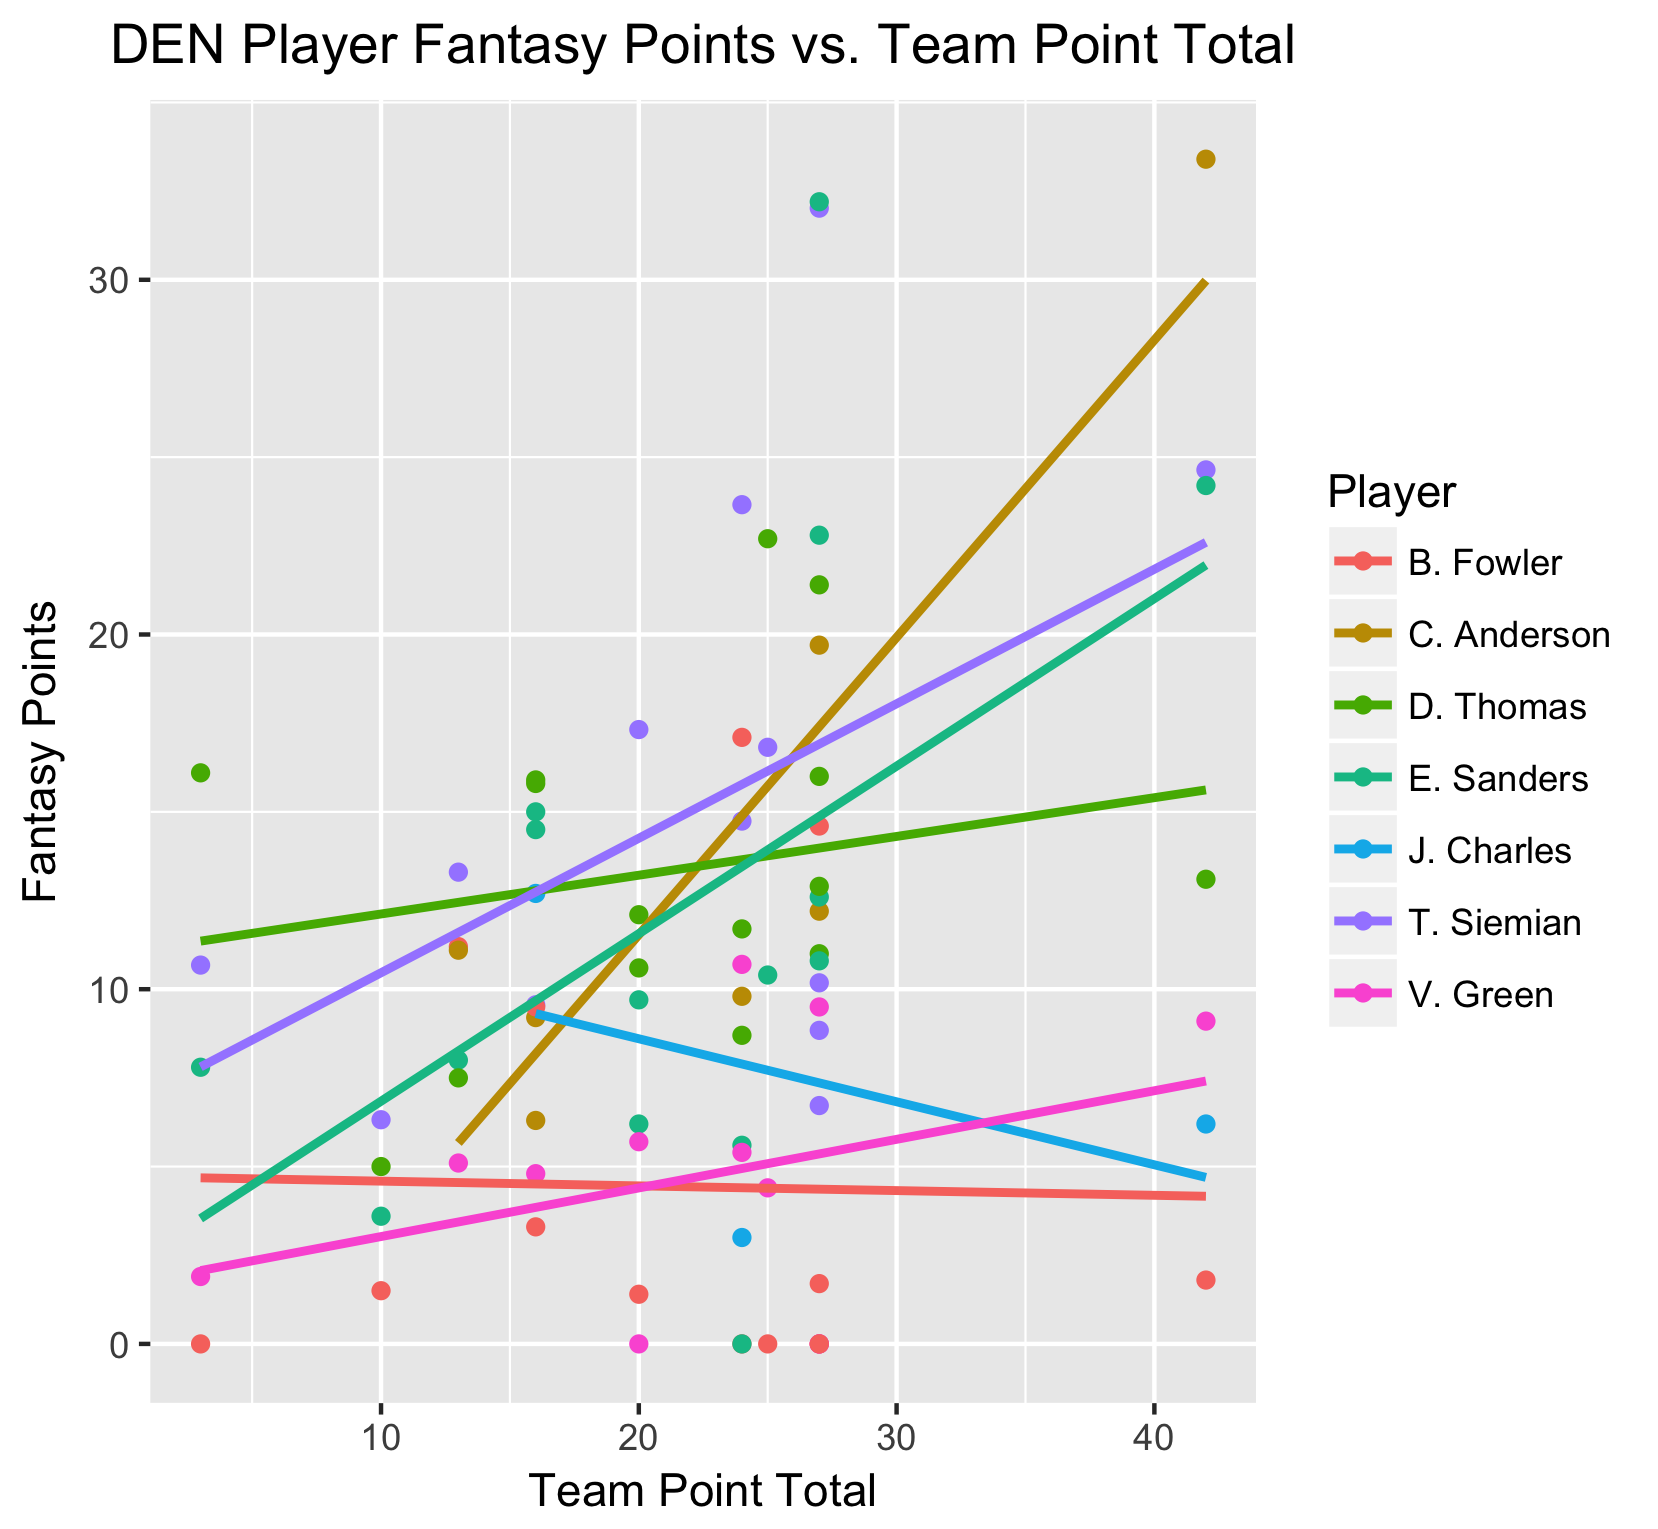 DEN Player Fantasy Points vs. Team Point Total
30
20
10
0
Fantasy Points
10 20 30 40
Team Point Total
Player
B. Fowler
C. Anderson
D. Thomas
E. Sanders
J. Charles
T. Siemian
V. Green